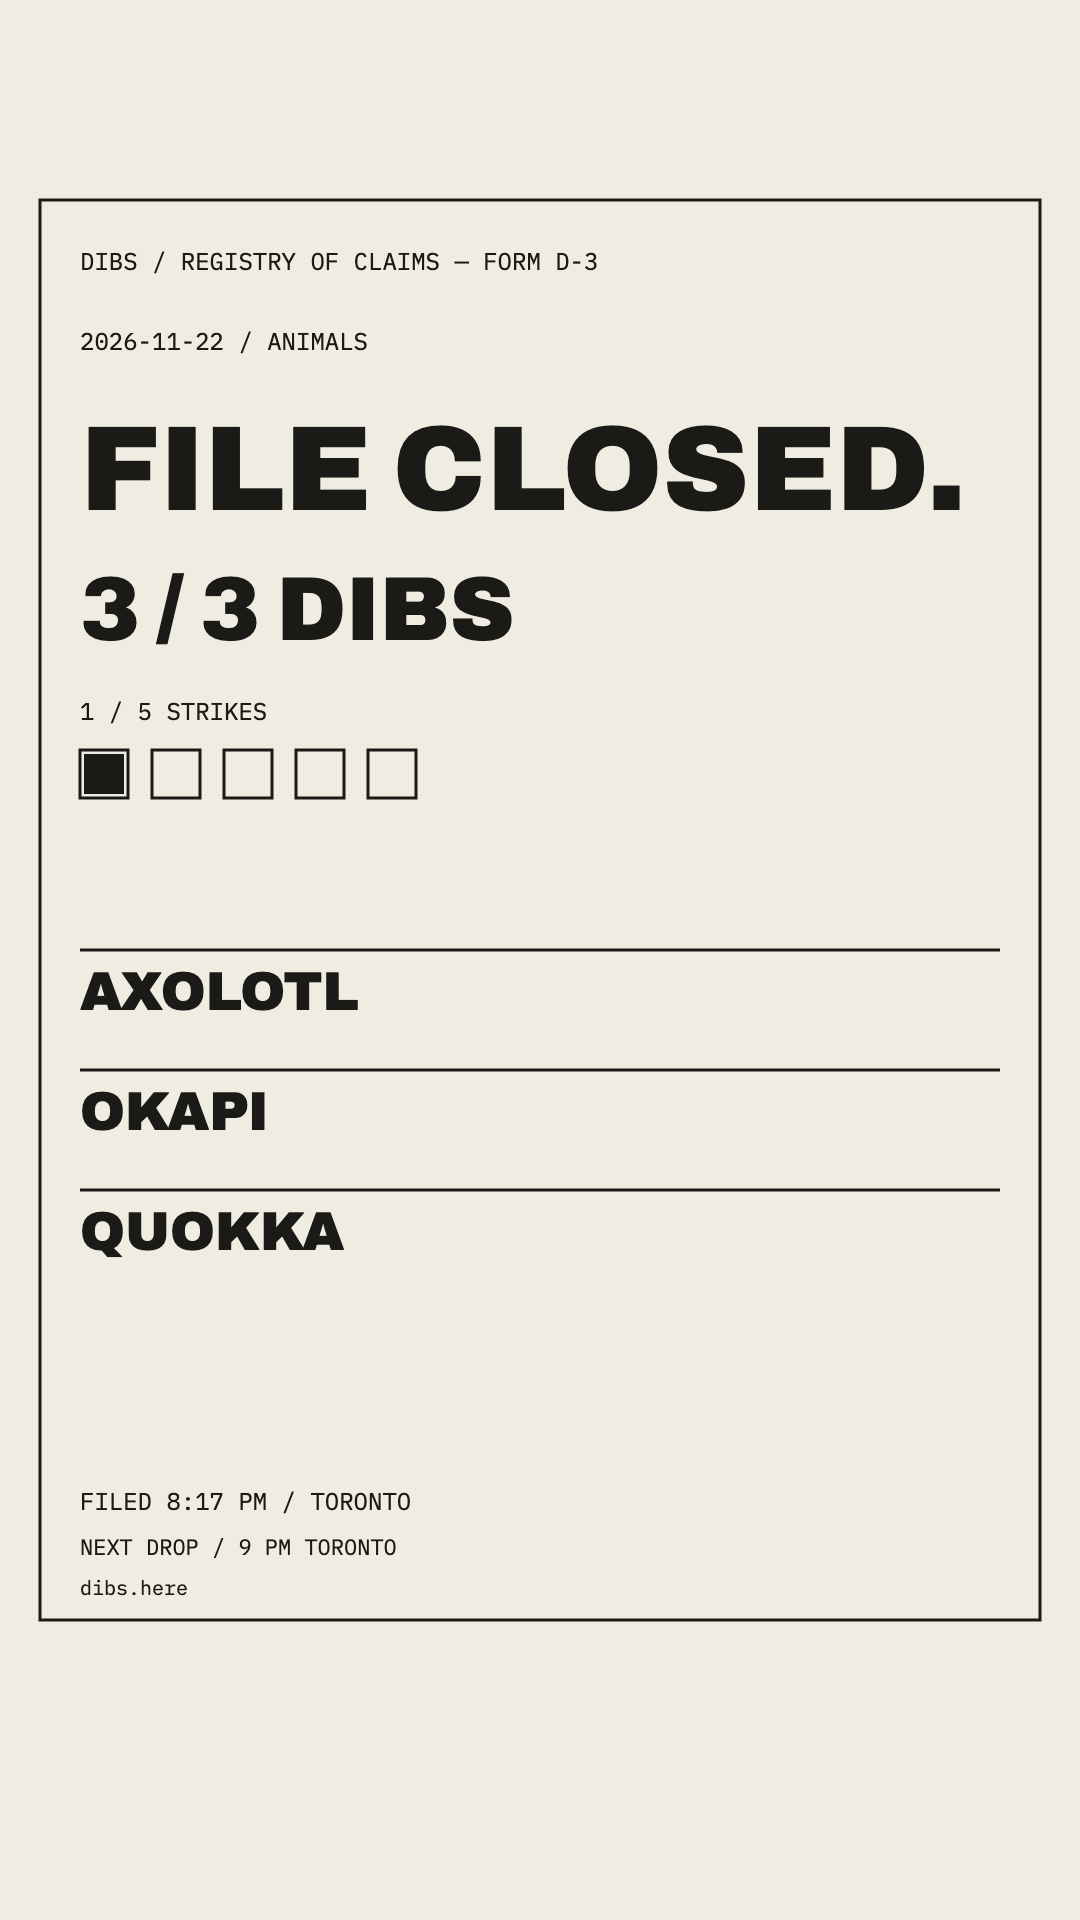 DIBS / REGISTRY OF CLAIMS — FORM D-3
2026-11-22 / ANIMALS
FILE CLOSED.
3 / 3 DIBS
1 / 5 STRIKES
AXOLOTL
OKAPI
QUOKKA
FILED 8:17 PM / TORONTO
NEXT DROP / 9 PM TORONTO
dibs.here